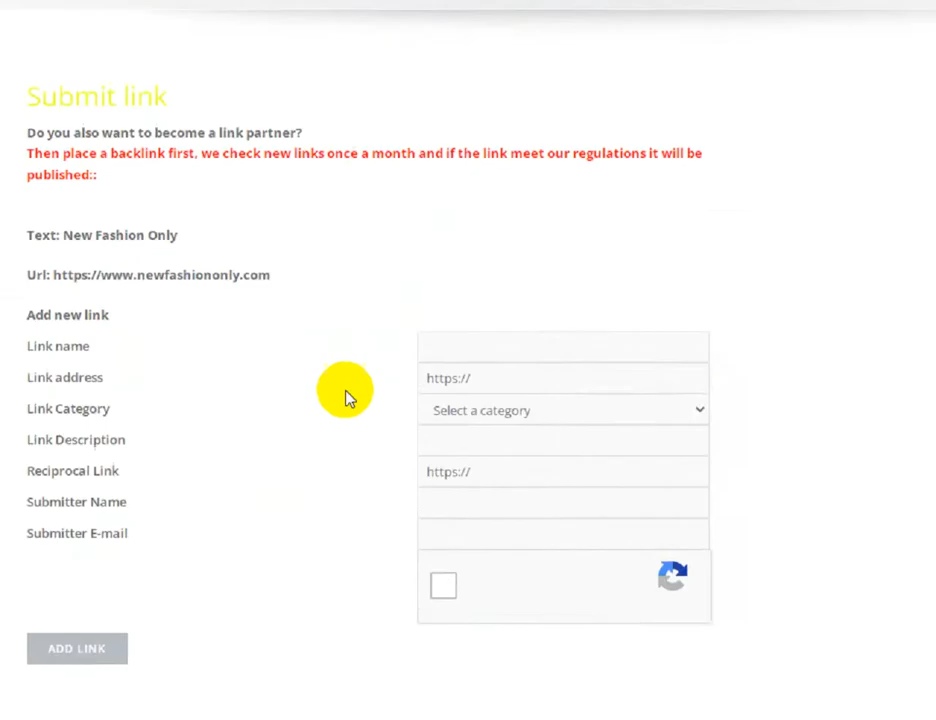 Submit link
Do you also want to become a link partner?
Then place a backlink first, we check new links once a month and if the link meet our regulations it will be
published::
Text: New Fashion Only
Url: https://www.newfashiononly.com
Add new link
Link name
Link address https://
Link Category Select a category
Link Description
Reciprocal Link https://
Submitter Name
Submitter E-mail
ADD LINK